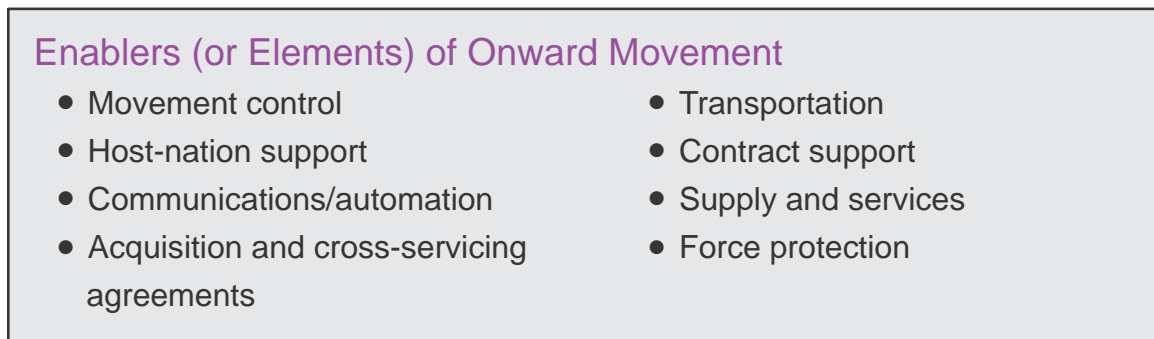 Enablers (or Elements) of Onward Movement
• Movement control
• Host-nation support
• Communications/automation
• Acquisition and cross-servicing
agreements
• Transportation
• Contract support
• Supply and services
• Force protection